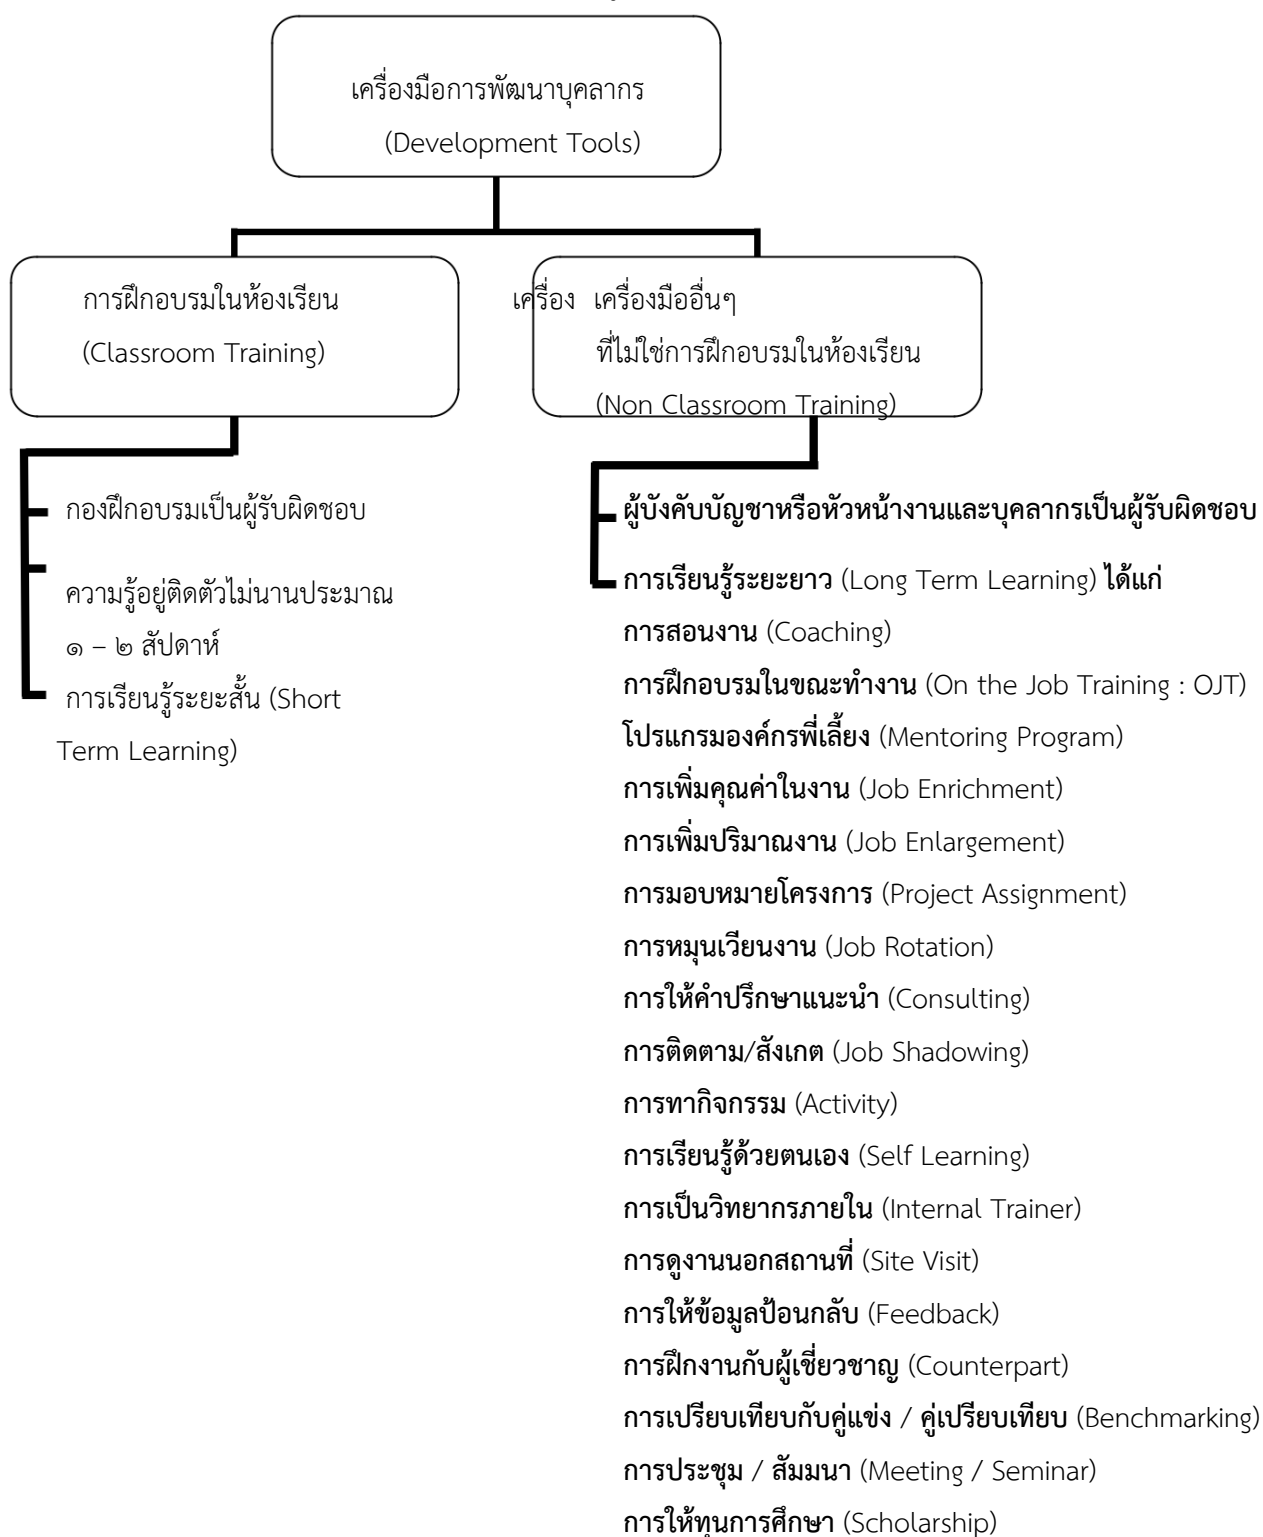 เครื่องมือการพัฒนาบุคลากร
(Development Tools)
การฝึกอบรมในห้องเรียน
(Classroom Training)
เครื่อง เครื่องมืออื่นๆ
ที่ไม่ใช่การฝึกอบรมในห้องเรียน
(Non Classroom Training)
กองฝึกอบรมเป็นผู้รับผิดชอบ
ความรู้อยู่ติดตัวไม่นานประมาณ
๑ – ๒ สัปดาห์
การเรียนรู้ระยะสั้น (Short
Term Learning)
ผู้บังคับบัญชาหรือหัวหน้างานและบุคลากรเป็นผู้รับผิดชอบ
การเรียนรู้ระยะยาว (Long Term Learning) ได้แก่
การสอนงาน (Coaching)
การฝึกอบรมในขณะทำงาน (On the Job Training : OJT)
โปรแกรมองค์กรพี่เลี้ยง (Mentoring Program)
การเพิ่มคุณค่าในงาน (Job Enrichment)
การเพิ่มปริมาณงาน (Job Enlargement)
การมอบหมายโครงการ (Project Assignment)
การหมุนเวียนงาน (Job Rotation)
การให้คำปรึกษาแนะนำ (Consulting)
การติดตาม/สังเกต (Job Shadowing)
การทากิจกรรม (Activity)
การเรียนรู้ด้วยตนเอง (Self Learning)
การเป็นวิทยากรภายใน (Internal Trainer)
การดูงานนอกสถานที่ (Site Visit)
การให้ข้อมูลป้อนกลับ (Feedback)
การฝึกงานกับผู้เชี่ยวชาญ (Counterpart)
การเปรียบเทียบกับคู่แข่ง / คู่เปรียบเทียบ (Benchmarking)
การประชุม / สัมมนา (Meeting / Seminar)
การให้ทุนการศึกษา (Scholarship)